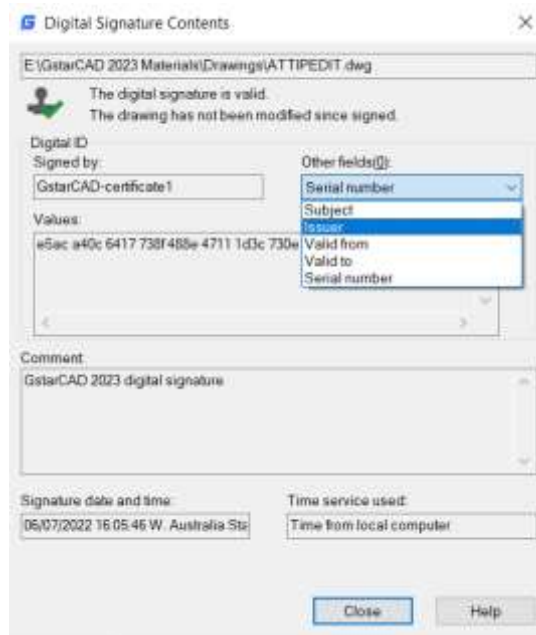 Digital Signature Contents
E:\GstarCAD 2023 Materials\Drawings\ATTIPEDIT.dwg
The digital signature is valid.
The drawing has not been modified since signed.
Digital ID
Signed by:
Other fields(O):
GstarCAD-certificate1
Serial number
Subject
Issuer
Valid from
Valid to
Serial number
Values:
e5ac a40c 6417 738f 488e 4711 1d3c 730e
Comment
GstarCAD 2023 digital signature
Signature date and time:
Time service used:
06/07/2022 16:05:46 W. Australia Sta
Time from local computer
Close
Help